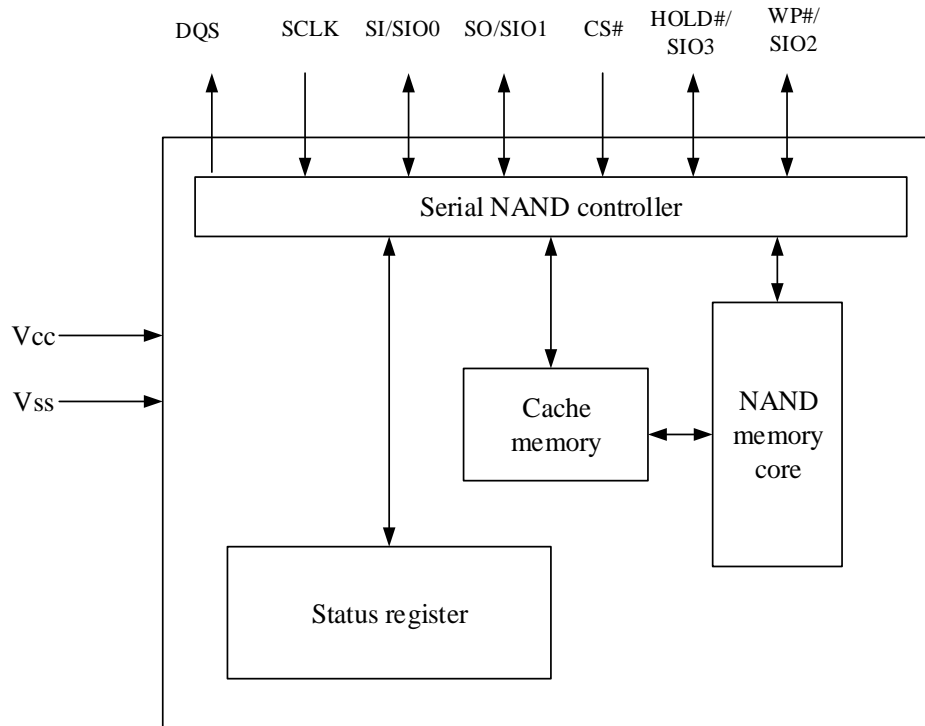 DQS SCLK SI/SIO0 SO/SIO1 CS# HOLD#/ WP#/
SIO3 SIO2
Serial NAND controller
Vcc
Vss
Cache
memory
NAND
memory
core
Status register